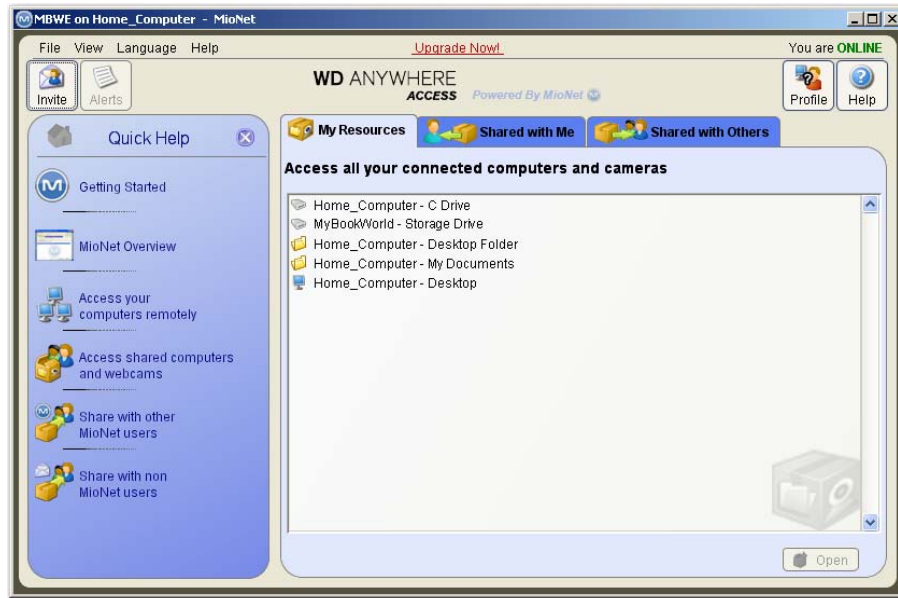 MBWE on Home_Computer - MioNet
File View Language Help
Upgrade Now!
You are ONLINE
Invite
Alerts
WD ANYWHERE
ACCESS Powered By MioNet
Profile
Help
Quick Help
Getting Started
MioNet Overview
Access your
computers remotely
Access shared computers
and webcams
Share with other
MioNet users
Share with non
MioNet users
My Resources
Shared with Me
Shared with Others
Access all your connected computers and cameras
Home_Computer - C Drive
MyBookWorld - Storage Drive
Home_Computer - Desktop Folder
Home_Computer - My Documents
Home_Computer - Desktop
Open